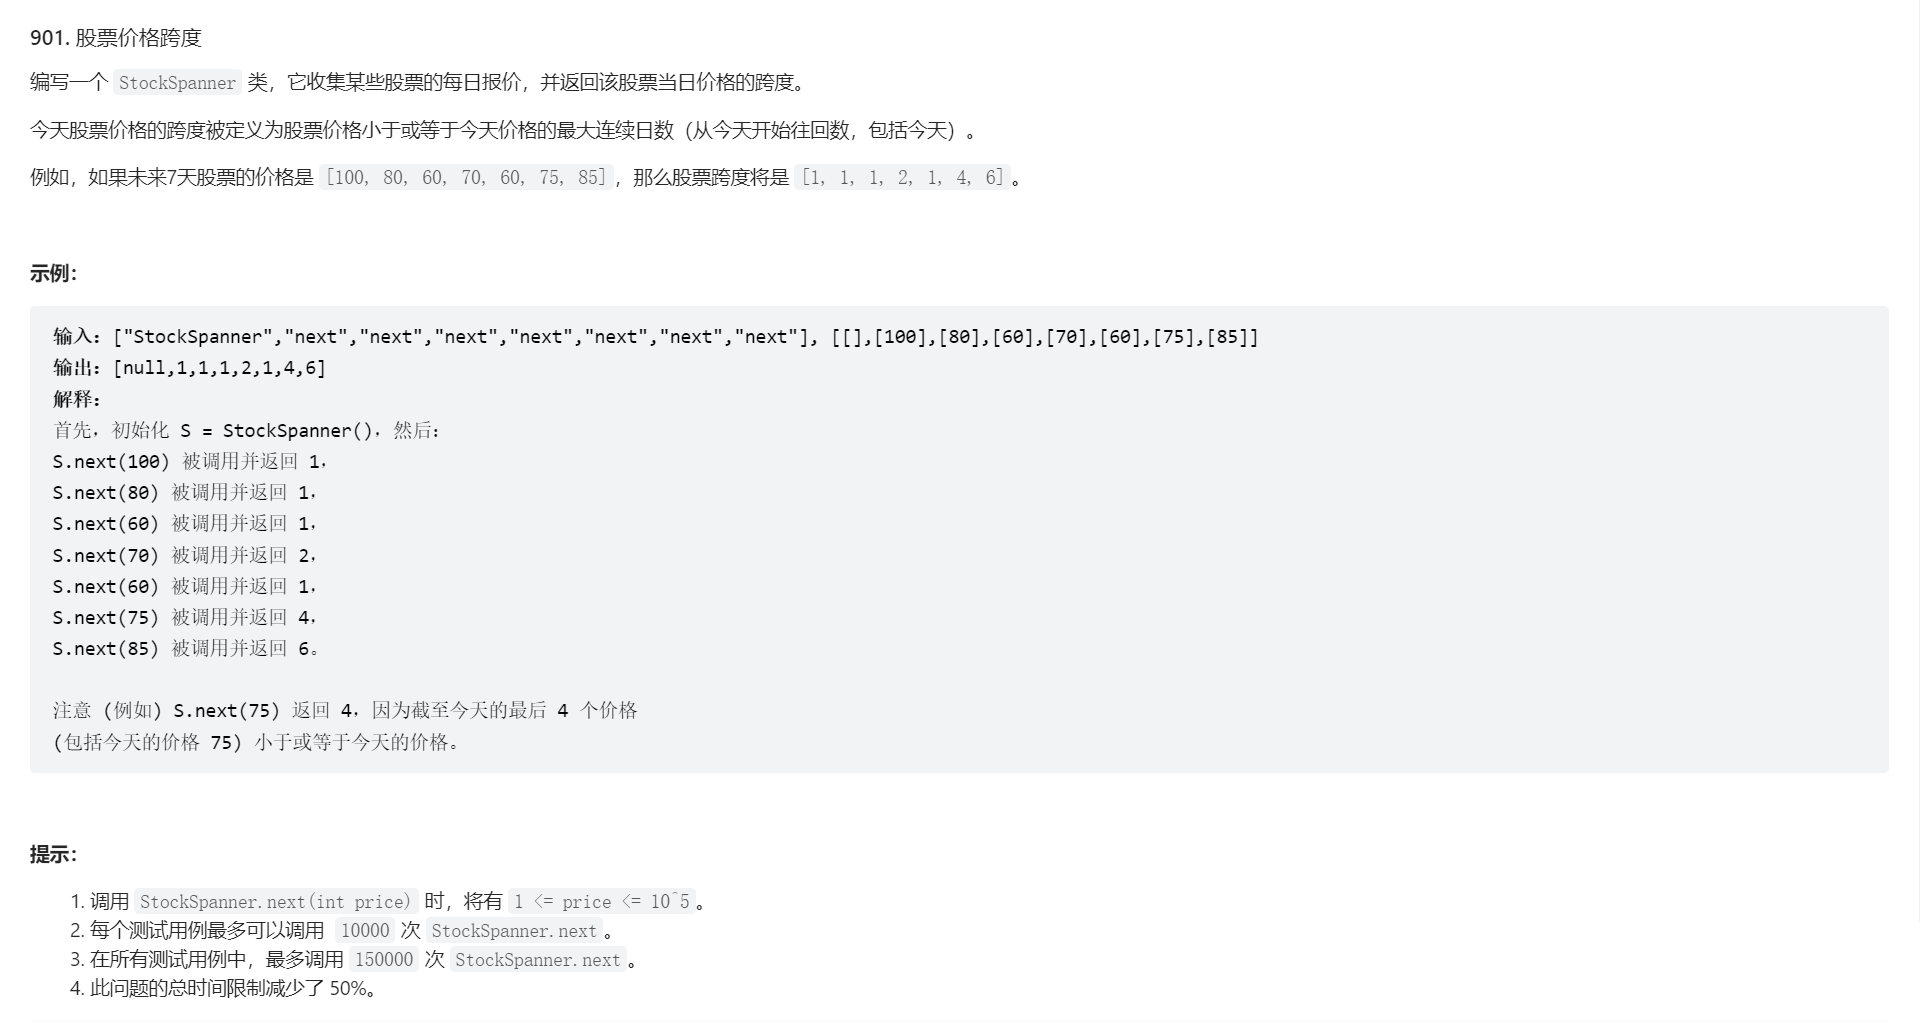 901. 股票价格跨度
编写一个 StockSpanner 类，它收集某些股票的每日报价，并返回该股票当日价格的跨度。
今天股票价格的跨度被定义为股票价格小于或等于今天价格的最大连续日数（从今天开始往回数，包括今天）。
例如，如果未来7天股票的价格是 [100, 80, 60, 70, 60, 75, 85]，那么股票跨度将是 [1, 1, 1, 2, 1, 4, 6]。
示例：
输入：["StockSpanner","next","next","next","next","next","next","next"], [[],[100],[80],[60],[70],[60],[75],[85]]
输出：[null,1,1,1,2,1,4,6]
解释：
首先，初始化 S = StockSpanner()，然后：
S.next(100) 被调用并返回 1，
S.next(80) 被调用并返回 1，
S.next(60) 被调用并返回 1，
S.next(70) 被调用并返回 2，
S.next(60) 被调用并返回 1，
S.next(75) 被调用并返回 4，
S.next(85) 被调用并返回 6。
注意 (例如) S.next(75) 返回 4，因为截至今天的最后 4 个价格
(包括今天的价格 75) 小于或等于今天的价格。
提示：
1. 调用 StockSpanner.next(int price) 时，将有 1 <= price <= 10^5。
2. 每个测试用例最多可以调用 10000 次 StockSpanner.next。
3. 在所有测试用例中，最多调用 150000 次 StockSpanner.next。
4. 此问题的总时间限制减少了 50%。